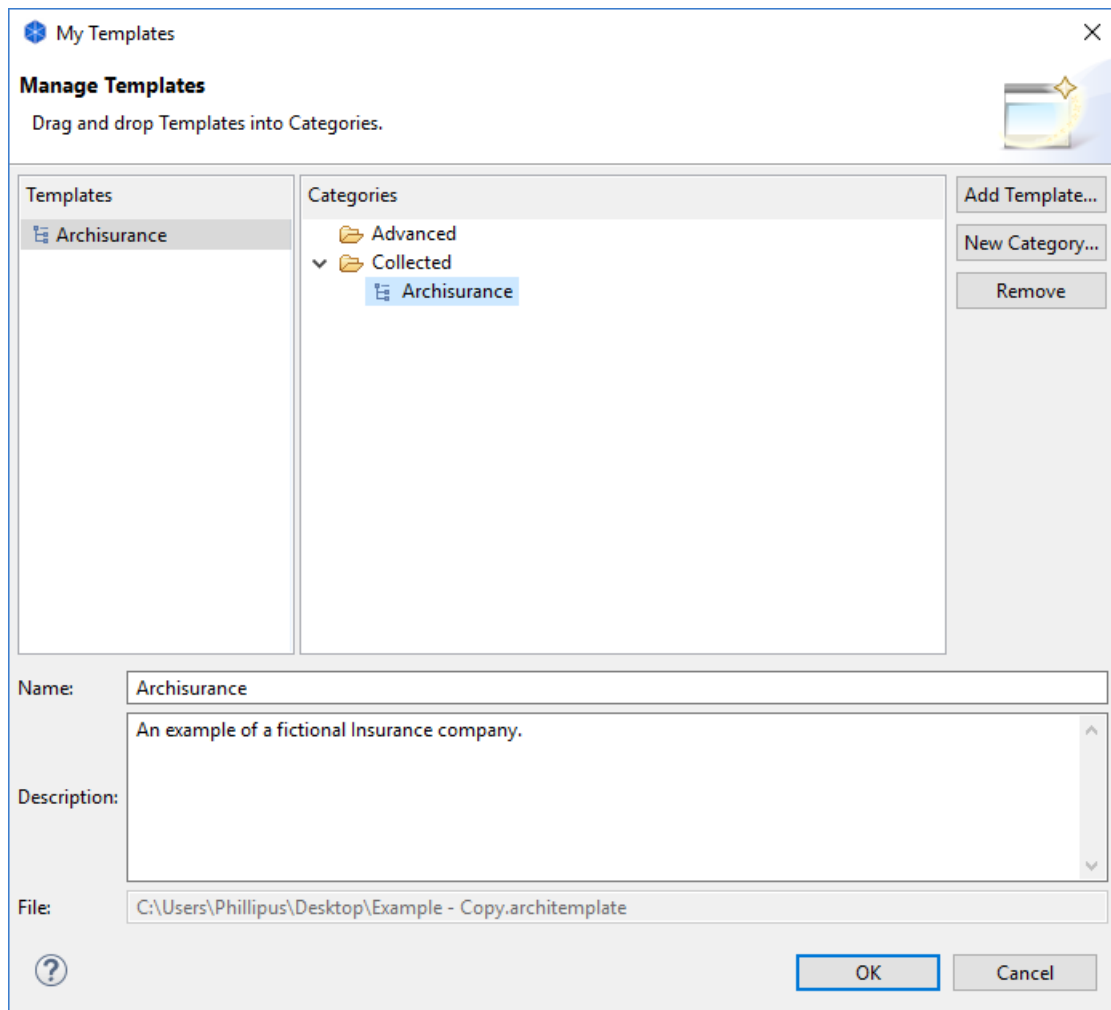 My Templates
Manage Templates
Drag and drop Templates into Categories.
Templates
Archisurance
Categories
Advanced
Collected
Archisurance
Add Template...
New Category...
Remove
Name:
Archisurance
Description:
An example of a fictional Insurance company.
File:
C:\Users\Phillipus\Desktop\Example - Copy.architemplate
?
OK
Cancel